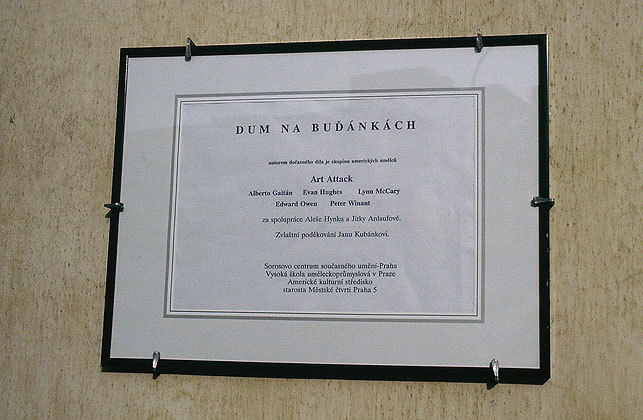 DUM NA BUĎÁNKÁCH
autorem dočasného díla je skupina amerických umělců
Art Attack
Alberto Gaitán Evan Hughes Lynn McCary
Edward Owen Peter Winant
za spolupráce Aleše Hynka a Jitky Anlaufové.
Zvláštní poděkování Janu Kubánkovi.
Sorosovo centrum současného umění-Praha
Vysoká škola uměleckoprůmyslová v Praze
Americké kulturní středisko
starosta Městské čtvrti Praha 5